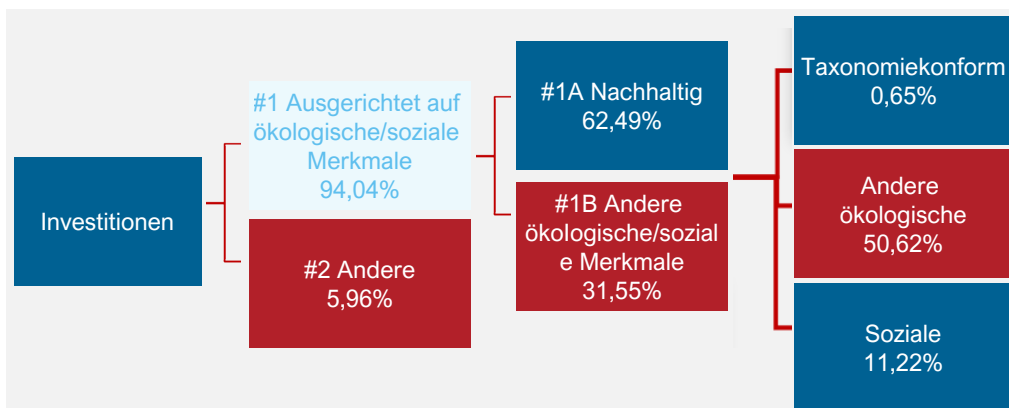 Investitionen
#1 Ausgerichtet auf
ökologische/soziale
Merkmale
94,04%
#2 Andere
5,96%
#1A Nachhaltig
62,49%
#1B Andere
ökologische/sozial
e Merkmale
31,55%
Taxonomiekonform
0,65%
Andere
ökologische
50,62%
Soziale
11,22%